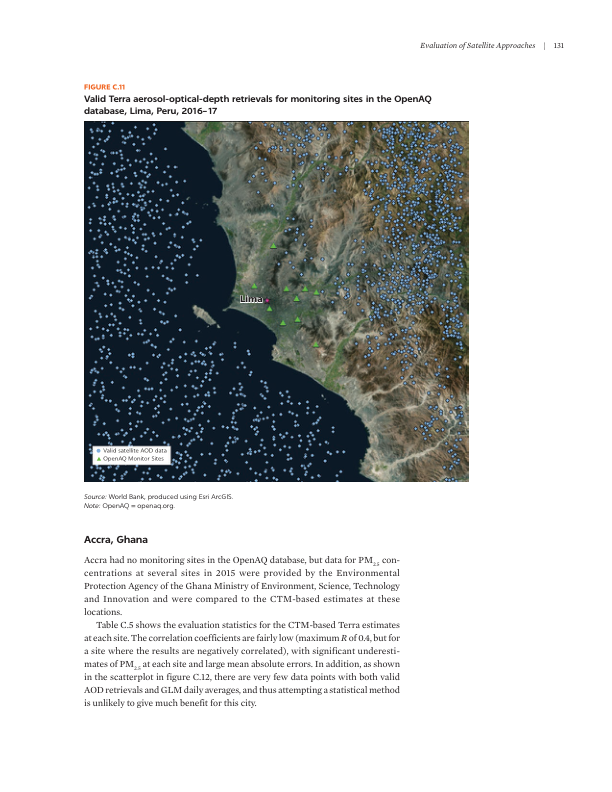 Evaluation of Satellite Approaches | 131
FIGURE C.11
Valid Terra aerosol-optical-depth retrievals for monitoring sites in the OpenAQ
database, Lima, Peru, 2016–17
Lima
Valid satellite AOD data
OpenAQ Monitor Sites
Source: World Bank, produced using Esri ArcGIS.
Note: OpenAQ = openaq.org.
Accra, Ghana
Accra had no monitoring sites in the OpenAQ database, but data for PM2.5 con-
centrations at several sites in 2015 were provided by the Environmental
Protection Agency of the Ghana Ministry of Environment, Science, Technology
and Innovation and were compared to the CTM-based estimates at these
locations.
Table C.5 shows the evaluation statistics for the CTM-based Terra estimates
at each site. The correlation coefficients are fairly low (maximum R of 0.4, but for
a site where the results are negatively correlated), with significant underesti-
mates of PM2.5 at each site and large mean absolute errors. In addition, as shown
in the scatterplot in figure C.12, there are very few data points with both valid
AOD retrievals and GLM daily averages, and thus attempting a statistical method
is unlikely to give much benefit for this city.